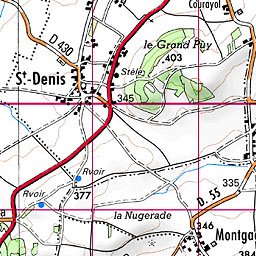 Courayol
D 430
le Grand Puy
403
Stèle
St-Denis
345
Rvoir
335
377
D. 55
Rvoir
la Nugerade
346
Montga
384